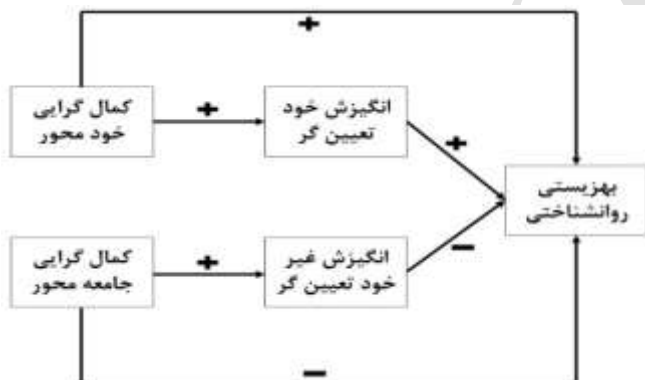 +
کمال گرایی
خود محور
+
انگیزش خود
تعیین گر
+
بهزیستی
روانشناختی
کمال گرایی
جامعه محور
+
انگیزش غیر
خود تعیین گر
−
−